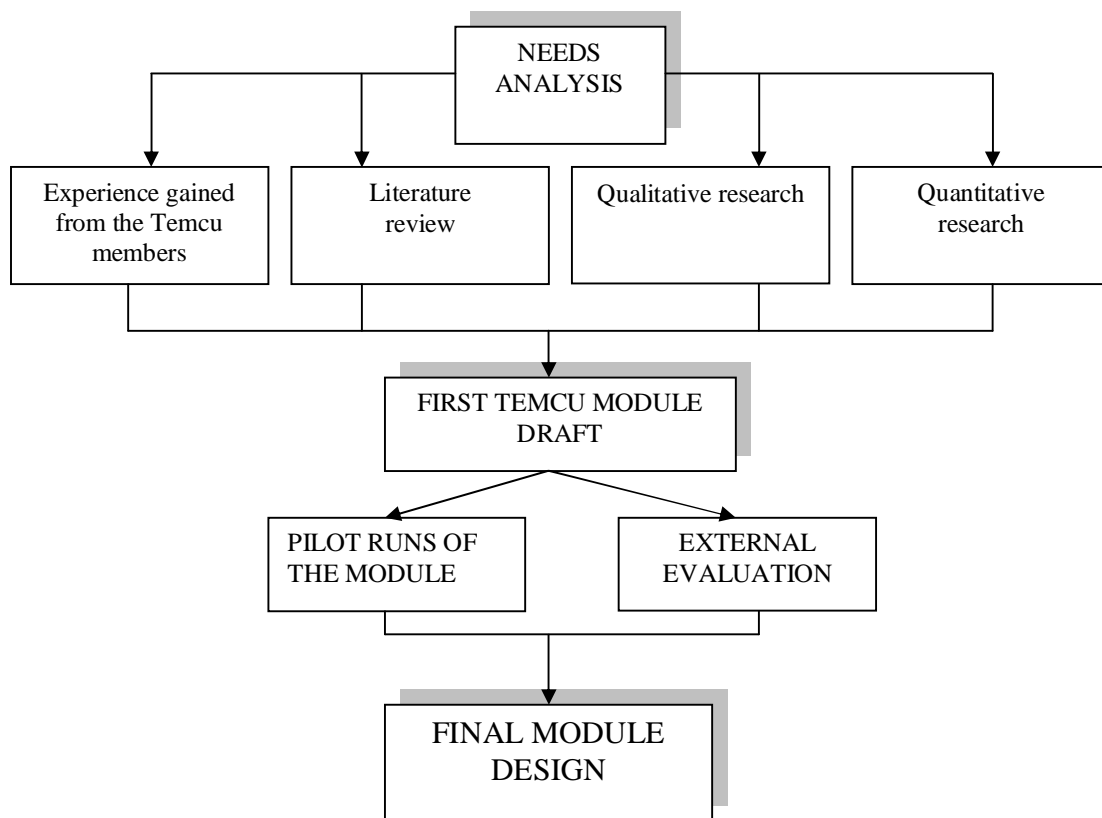 NEEDS
ANALYSIS
Experience gained
from the Temcu
members
Literature
review
Qualitative research
Quantitative
research
FIRST TEMCU MODULE
DRAFT
PILOT RUNS OF
THE MODULE
EXTERNAL
EVALUATION
FINAL MODULE
DESIGN